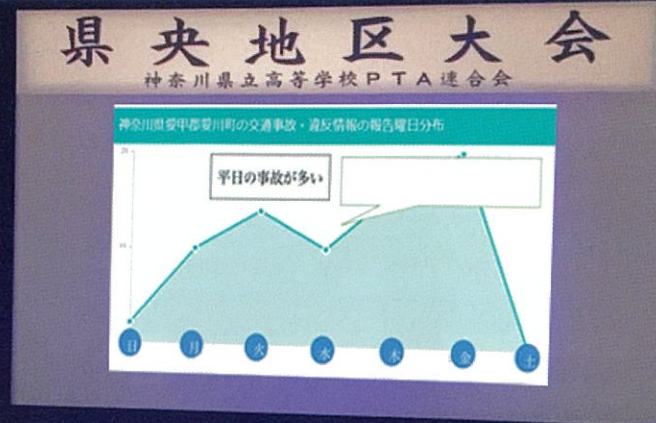 県央地区大会
神奈川県立高等学校PTA連合会
神奈川県愛甲郡愛川町の交通事故・違反情報の報告曜日分布
平日の事故が多い
20
10
日 月 火 水 木 金 土